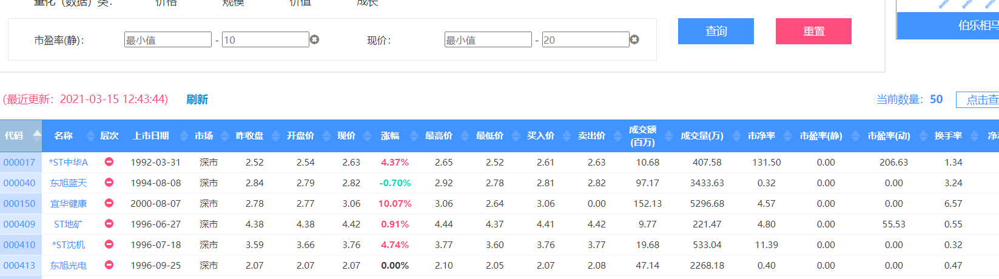 量化（数据）类： 价格 规模 价值 成长
市盈率(静)： 最小值 - 10 现价： 最小值 - 20 查询 重置 伯乐相马
(最近更新：2021-03-15 12:43:44) 刷新 当前数量：50 点击查
代码 名称 层次 上市日期 市场 昨收盘 开盘价 现价 涨幅 最高价 最低价 买入价 卖出价 成交额(百万) 成交量(万) 市净率 市盈率(静) 市盈率(动) 换手率
000017 *ST中华A 1992-03-31 深市 2.52 2.54 2.63 4.37% 2.65 2.52 2.61 2.63 10.68 407.58 131.50 0.00 206.63 1.34
000040 东旭蓝天 1994-08-08 深市 2.84 2.79 2.82 -0.70% 2.92 2.78 2.81 2.82 97.17 3433.63 0.32 0.00 0.00 3.24
000150 宜华健康 2000-08-07 深市 2.78 2.77 3.06 10.07% 3.06 2.64 3.06 0.00 152.13 5296.68 4.57 0.00 0.00 6.57
000409 ST地矿 1996-06-27 深市 4.38 4.38 4.42 0.91% 4.44 4.37 4.41 4.42 9.77 221.47 4.80 0.00 55.53 0.55
000410 *ST沈机 1996-07-18 深市 3.59 3.66 3.76 4.74% 3.77 3.60 3.76 3.77 19.68 533.04 11.39 0.00 0.00 0.32
000413 东旭光电 1996-09-25 深市 2.07 2.07 2.07 0.00% 2.10 2.05 2.07 2.08 47.14 2268.18 0.40 0.00 0.00 0.47